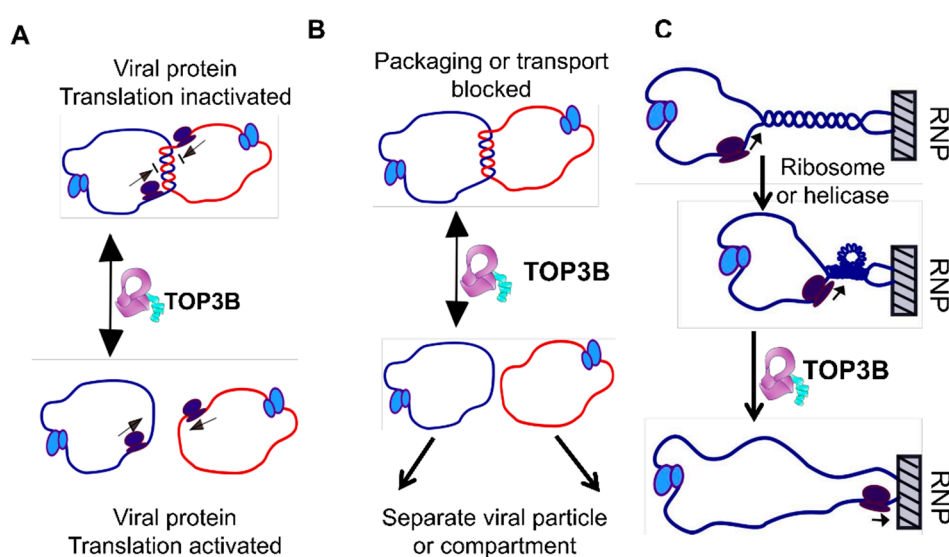 A
Viral protein
Translation inactivated
TOP3B
Viral protein
Translation activated
B
Packaging or transport
blocked
TOP3B
Separate viral particle
or compartment
C
RNP
Ribosome
or helicase
RNP
TOP3B
RNP